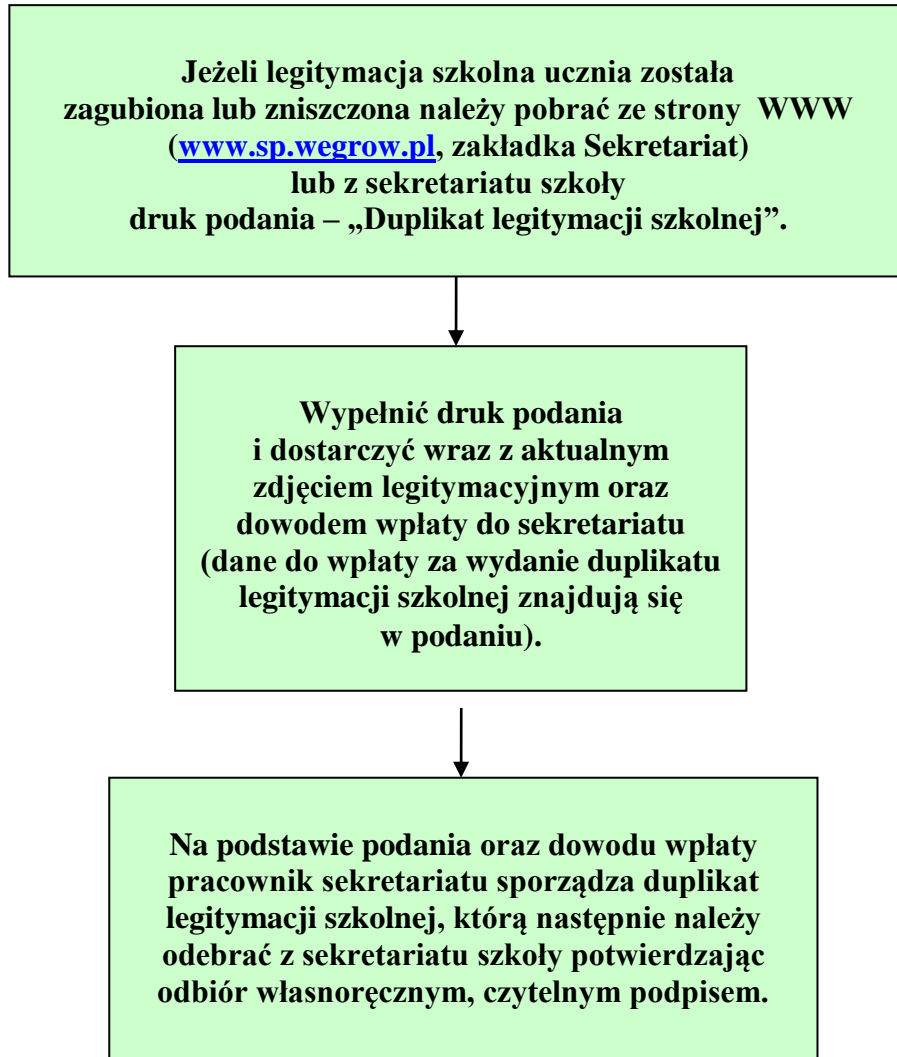 Jeżeli legitymacja szkolna ucznia została
zagubiona lub zniszczona należy pobrać ze strony WWW
(www.sp.wegrow.pl, zakładka Sekretariat)
lub z sekretariatu szkoły
druk podania – „Duplikat legitymacji szkolnej”.
Wypełnić druk podania
i dostarczyć wraz z aktualnym
zdjęciem legitymacyjnym oraz
dowodem wpłaty do sekretariatu
(dane do wpłaty za wydanie duplikatu
legitymacji szkolnej znajdują się
w podaniu).
Na podstawie podania oraz dowodu wpłaty
pracownik sekretariatu sporządza duplikat
legitymacji szkolnej, którą następnie należy
odebrać z sekretariatu szkoły potwierdzając
odbiór własnoręcznym, czytelnym podpisem.